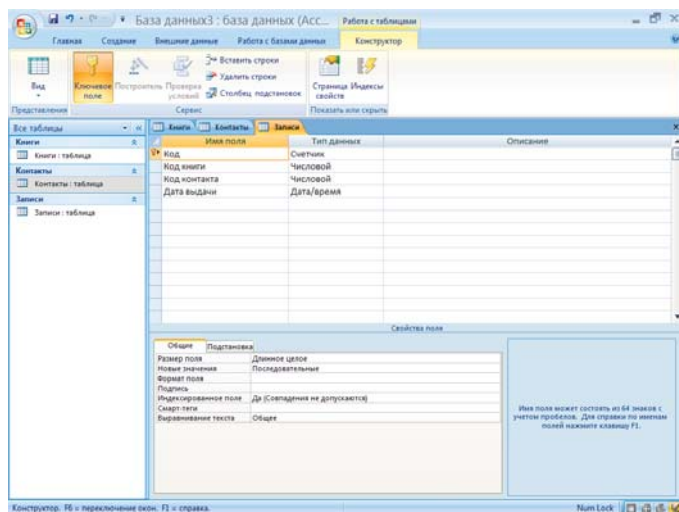 База данных3 : база данных (Acc...
Работа с таблицами
Главная Создание Внешние данные Работа с базами данных Конструктор
Вид
Ключевое поле
Построитель
Проверка условий
Вставить строки
Удалить строки
Столбец подстановок
Страница свойств
Индексы
Представления Сервис Показать или скрыть
Все таблицы
Книги
Книги : таблица
Контакты
Контакты : таблица
Записи
Записи : таблица
Книги Контакты Записи
Имя поля Тип данных Описание
Код Счетчик
Код книги Числовой
Код контакта Числовой
Дата выдачи Дата/время
Свойства поля
Общие Подстановка
Размер поля Длинное целое
Новые значения Последовательные
Формат поля
Подпись
Индексированное поле Да (Совпадения не допускаются)
Смарт-теги
Выравнивание текста Общее
Имя поля может состоять из 64 знаков с
учетом пробелов. Для справки по именам
полей нажмите клавишу F1.
Конструктор. F6 = переключение окон. F1 = справка. Num Lock